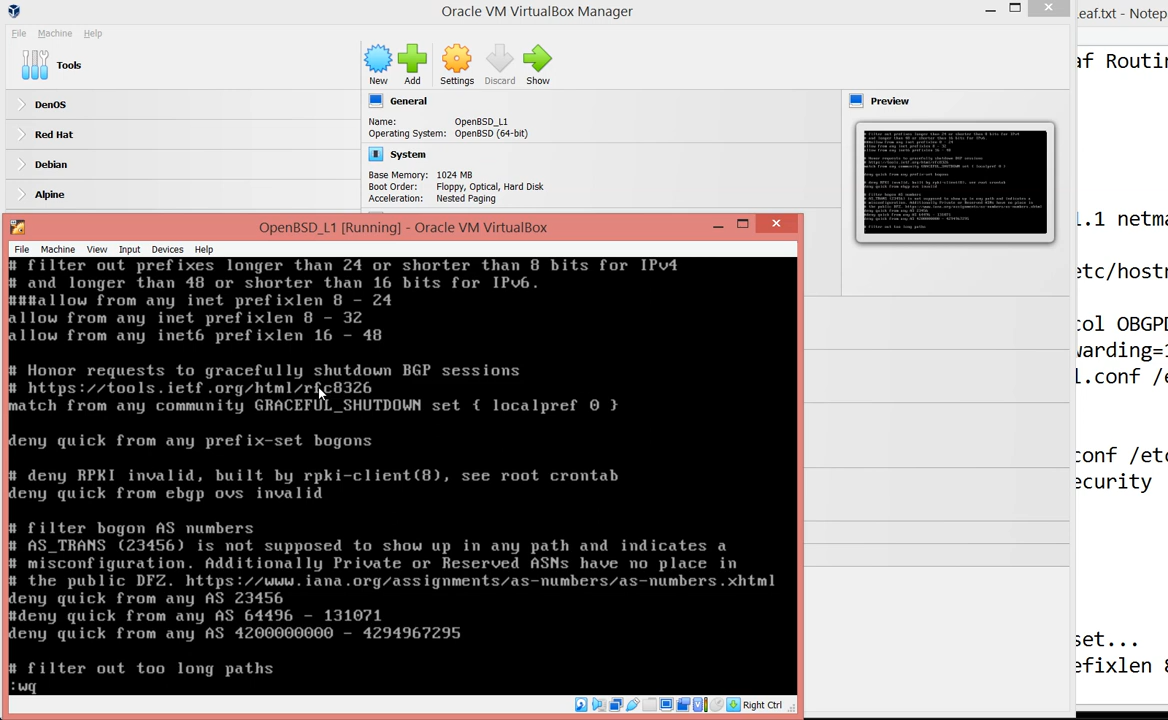 Oracle VM VirtualBox Manager
File Machine Help
Tools
New Add Settings Discard Show
DenOS
Red Hat
Debian
Alpine
General
Name: OpenBSD_L1
Operating System: OpenBSD (64-bit)
System
Base Memory: 1024 MB
Boot Order: Floppy, Optical, Hard Disk
Acceleration: Nested Paging
Preview
OpenBSD_L1 [Running] - Oracle VM VirtualBox
File Machine View Input Devices Help
# filter out prefixes longer than 24 or shorter than 8 bits for IPv4
# and longer than 48 or shorter than 16 bits for IPv6.
###allow from any inet prefixlen 8 - 24
allow from any inet prefixlen 8 - 32
allow from any inet6 prefixlen 16 - 48
# Honor requests to gracefully shutdown BGP sessions
# https://tools.ietf.org/html/rfc8326
match from any community GRACEFUL_SHUTDOWN set { localpref 0 }
deny quick from any prefix-set bogons
# deny RPKI invalid, built by rpki-client(8), see root crontab
deny quick from ebgp ovs invalid
# filter bogon AS numbers
# AS_TRANS (23456) is not supposed to show up in any path and indicates a
# misconfiguration. Additionally Private or Reserved ASNs have no place in
# the public DFZ. https://www.iana.org/assignments/as-numbers/as-numbers.xhtml
deny quick from any AS 23456
#deny quick from any AS 64496 - 131071
deny quick from any AS 4200000000 - 4294967295
# filter out too long paths
:wq
Right Ctrl
eaf.txt - Notep
af Routin
.1 netma
etc/hostn
col OBGPD
warding=1
l.conf /e
conf /etc
ecurity
set...
efixlen 8